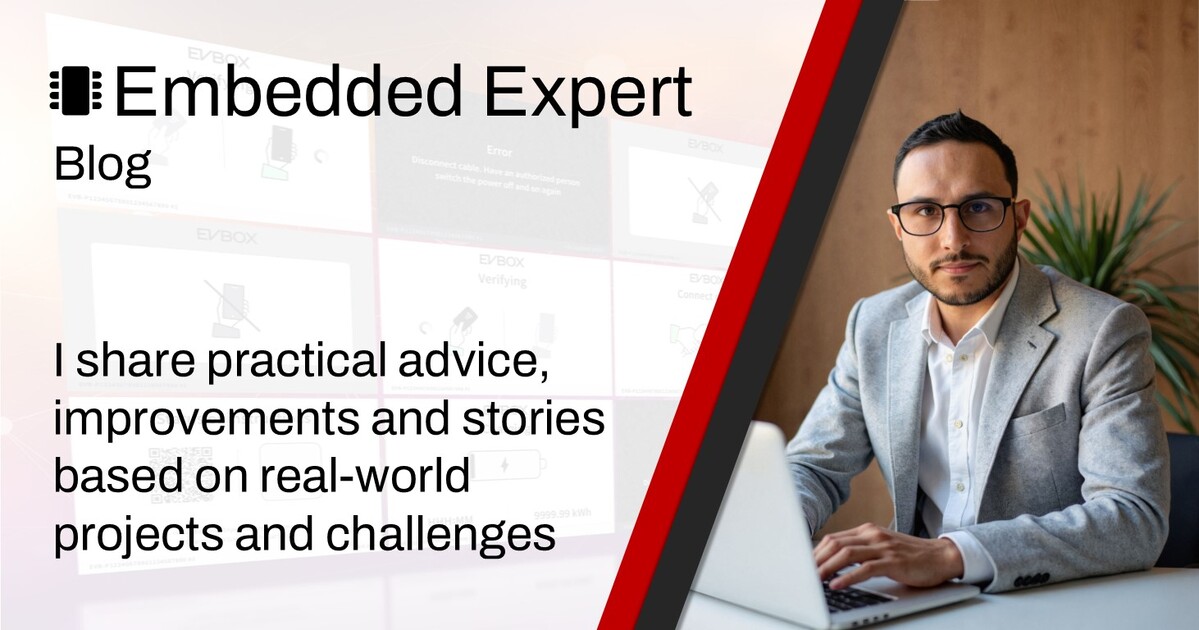 Embedded Expert
Blog
EVBOX
Error
Disconnect cable. Have an authorized person
switch the power off and on again.
EVBOX
EVBOX
EVBOX
Verifying
EVBOX
I share practical advice,
improvements and stories
based on real-world
projects and challenges
9999.99 kWh